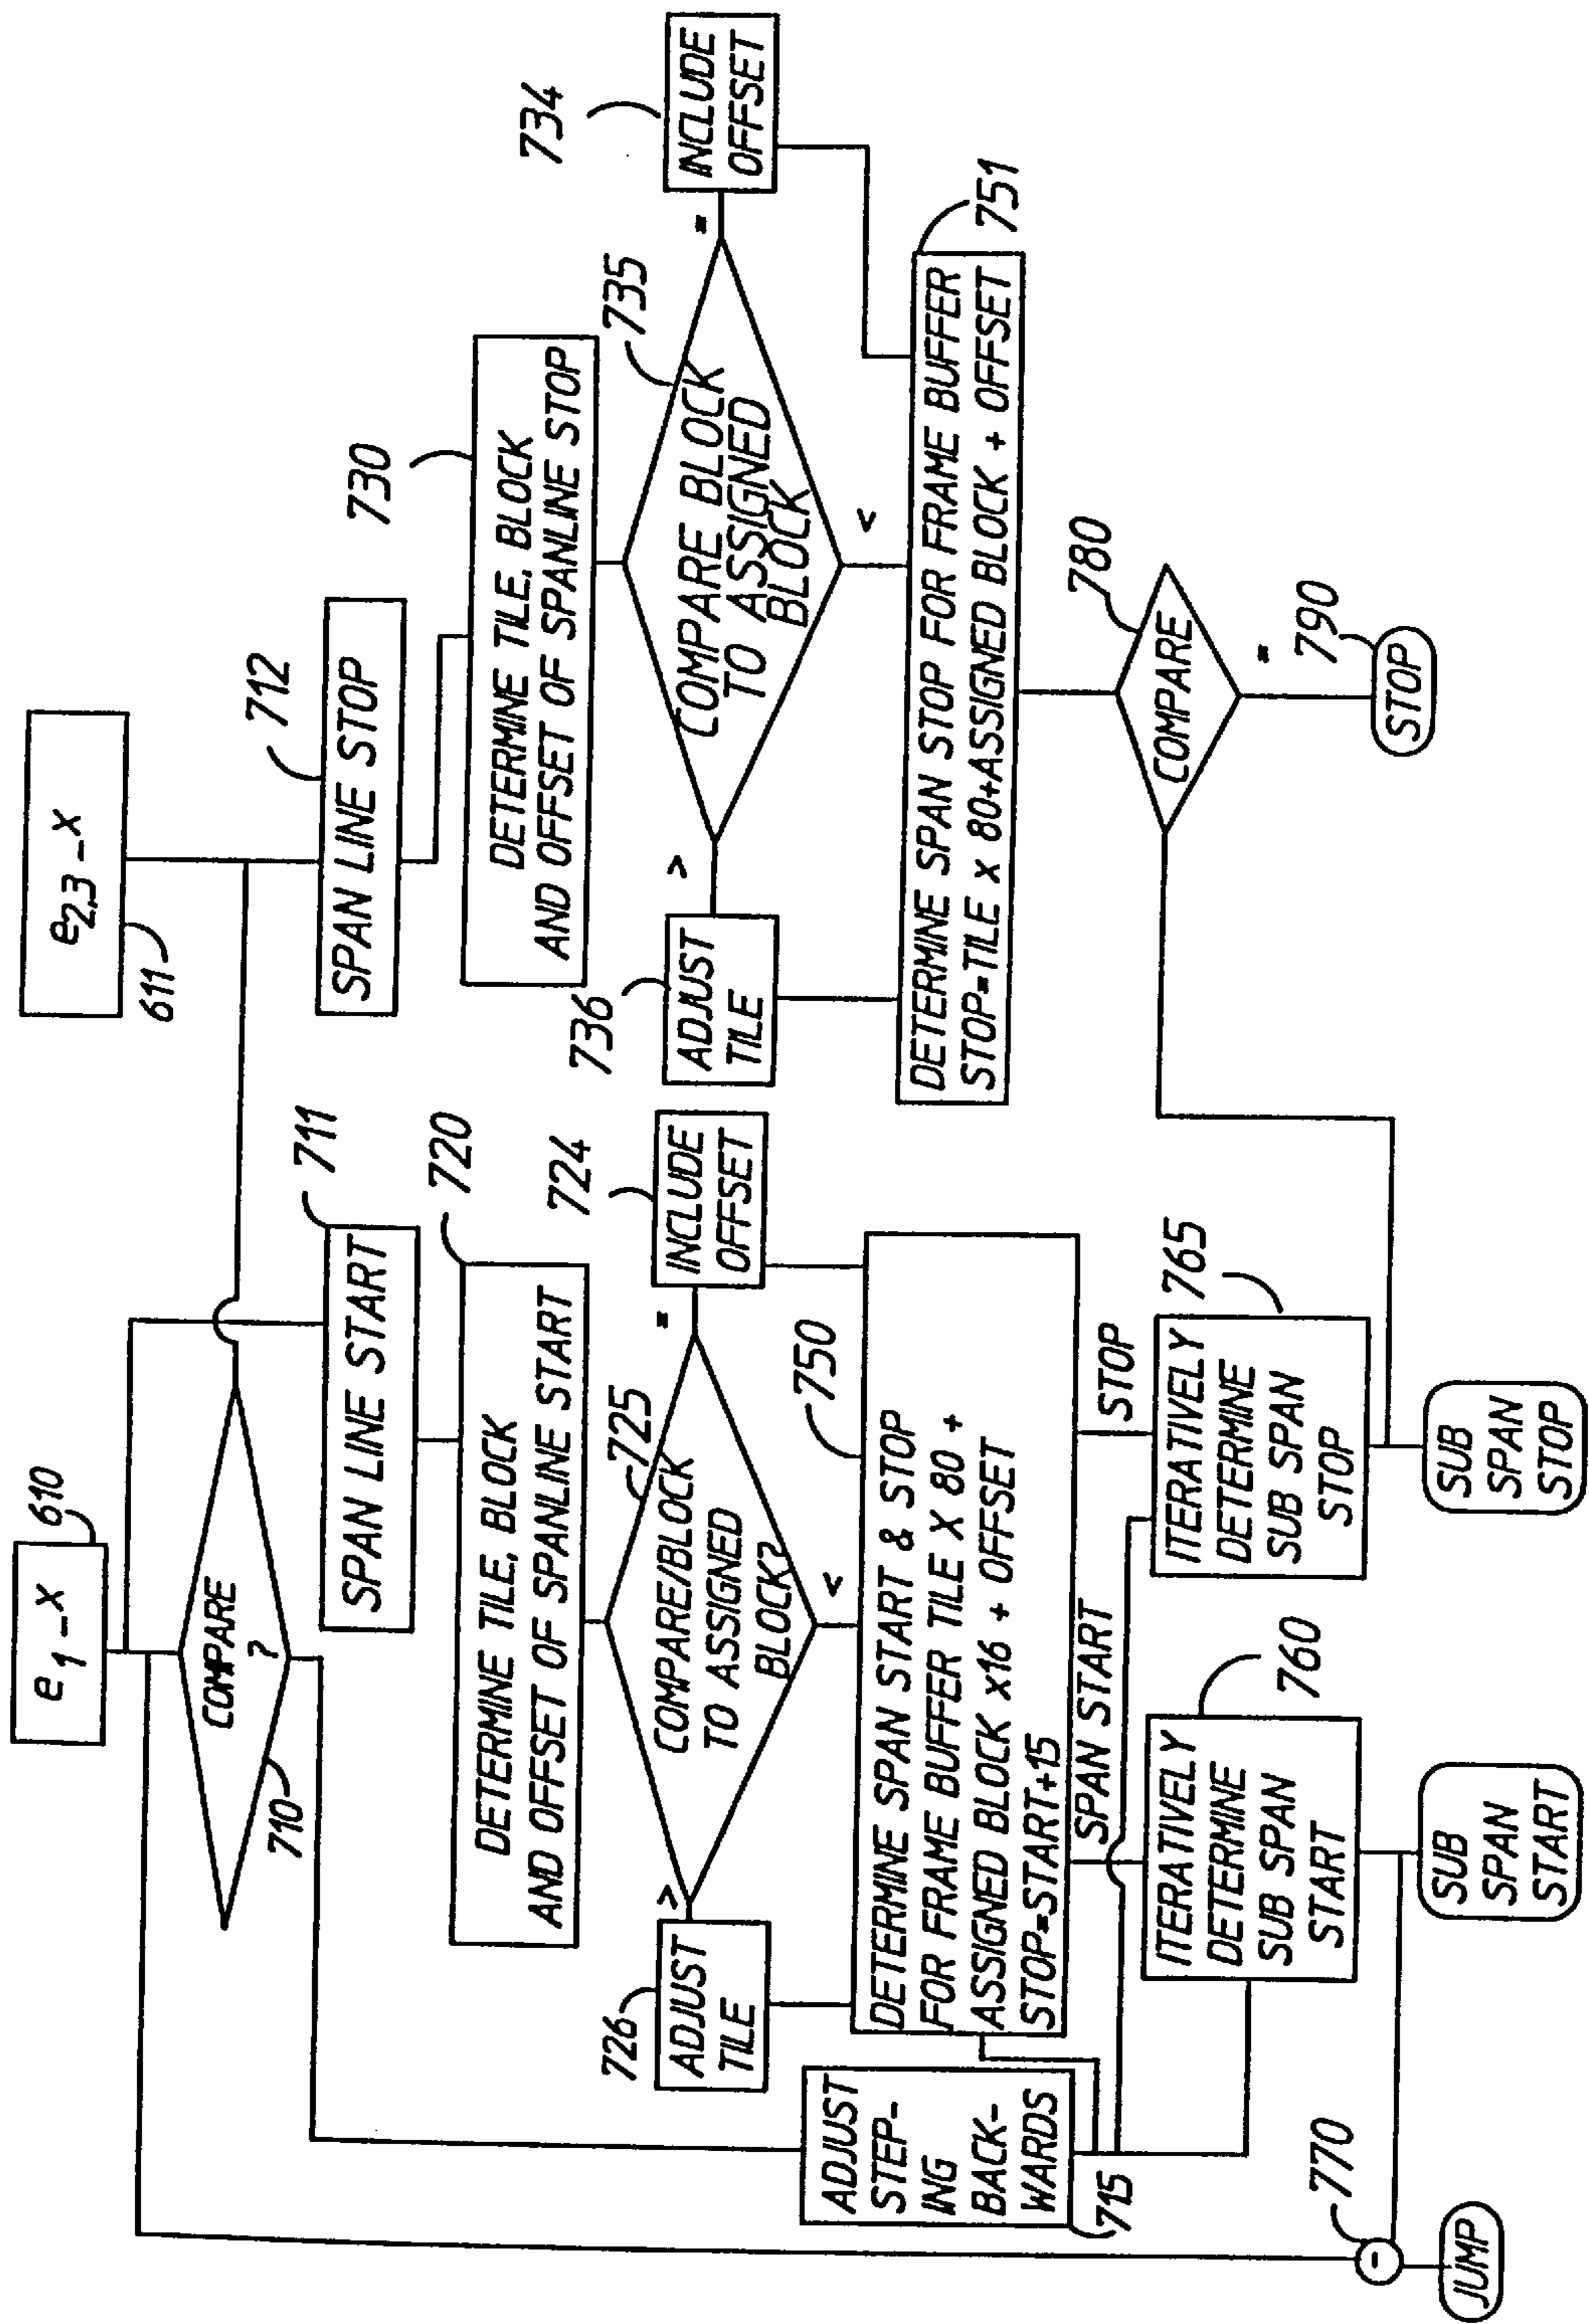 e1_x
610
e2,3_x
611
COMPARE
?
710
711
SPAN LINE START
712
SPAN LINE STOP
720
DETERMINE TILE, BLOCK
AND OFFSET OF SPANLINE START
730
DETERMINE TILE, BLOCK
AND OFFSET OF SPANLINE STOP
726
ADJUST
TILE
>
725
COMPARE/BLOCK
TO ASSIGNED
BLOCK?
=
<
724
INCLUDE
OFFSET
736
ADJUST
TILE
>
735
COMPARE BLOCK
TO ASSIGNED
BLOCK
=
<
734
INCLUDE
OFFSET
ADJUST
STEP-
ING
BACK-
WARDS
715
750
DETERMINE SPAN START & STOP
FOR FRAME BUFFER TILE X 80 +
ASSIGNED BLOCK x16 + OFFSET
STOP=START+15
751
DETERMINE SPAN STOP FOR FRAME BUFFER
STOP=TILE x 80+ASSIGNED BLOCK + OFFSET
SPAN START
STOP
760
ITERATIVELY
DETERMINE
SUB SPAN
START
765
ITERATIVELY
DETERMINE
SUB SPAN
STOP
780
COMPARE
=
790
STOP
770
-
JUMP
SUB
SPAN
START
SUB
SPAN
STOP